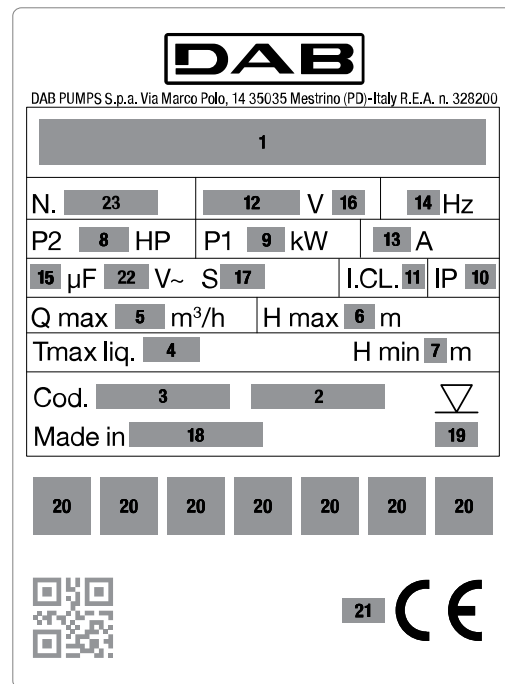 DAB
DAB PUMPS S.p.a. Via Marco Polo, 14 35035 Mestrino (PD)-Italy R.E.A. n. 328200
1
N. 23 12 V 16 14 Hz
P2 8 HP P1 9 kW 13 A
15 µF 22 V~ S 17 I.CL. 11 IP 10
Q max 5 m³/h H max 6 m
Tmax liq. 4 H min 7 m
Cod. 3 2
Made in 18 19
20 20 20 20 20 20 20
21 CE